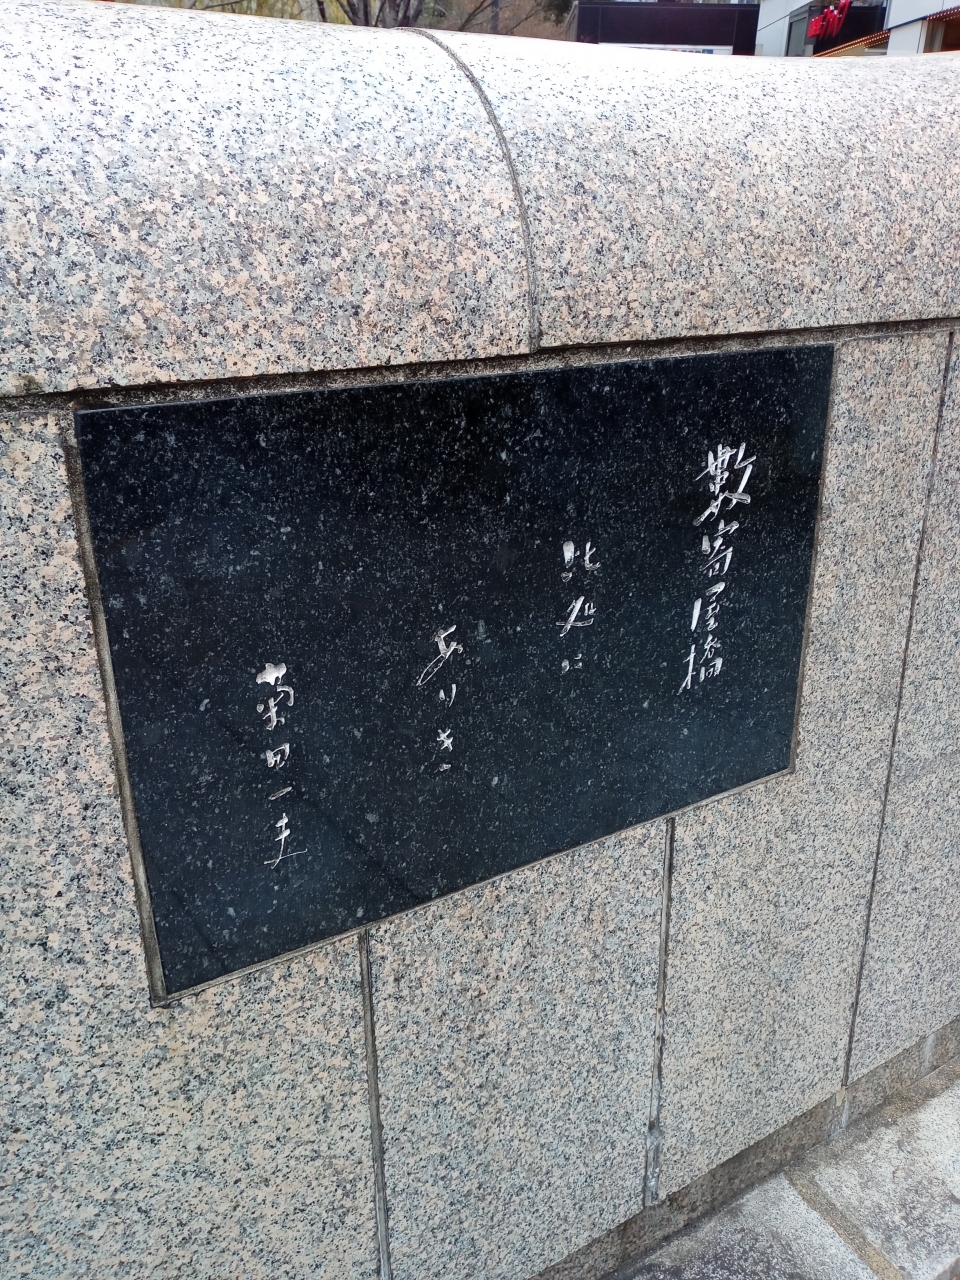 數寄屋橋
此処に
ありき
菊田一夫